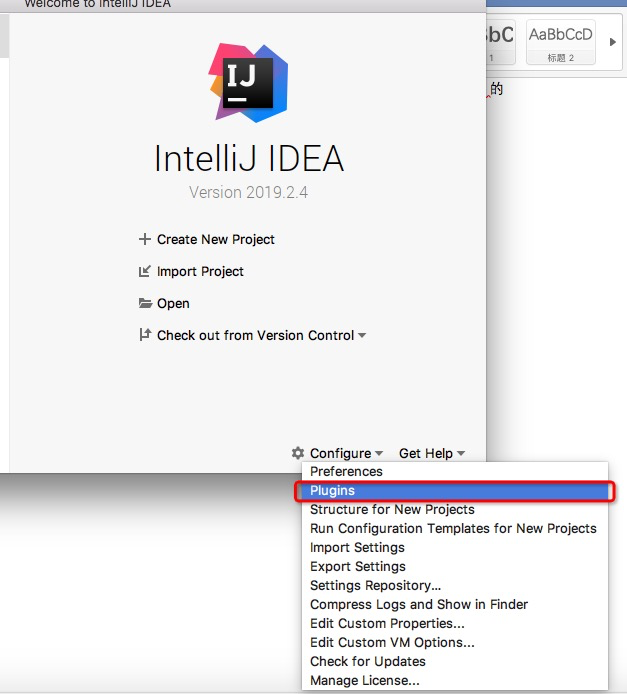 Welcome to IntelliJ IDEA
bC
AaBbCcD
1
标题 2
的
IJ
IntelliJ IDEA
Version 2019.2.4
Create New Project
Import Project
Open
Check out from Version Control
Configure
Get Help
Preferences
Plugins
Structure for New Projects
Run Configuration Templates for New Projects
Import Settings
Export Settings
Settings Repository...
Compress Logs and Show in Finder
Edit Custom Properties...
Edit Custom VM Options...
Check for Updates
Manage License...